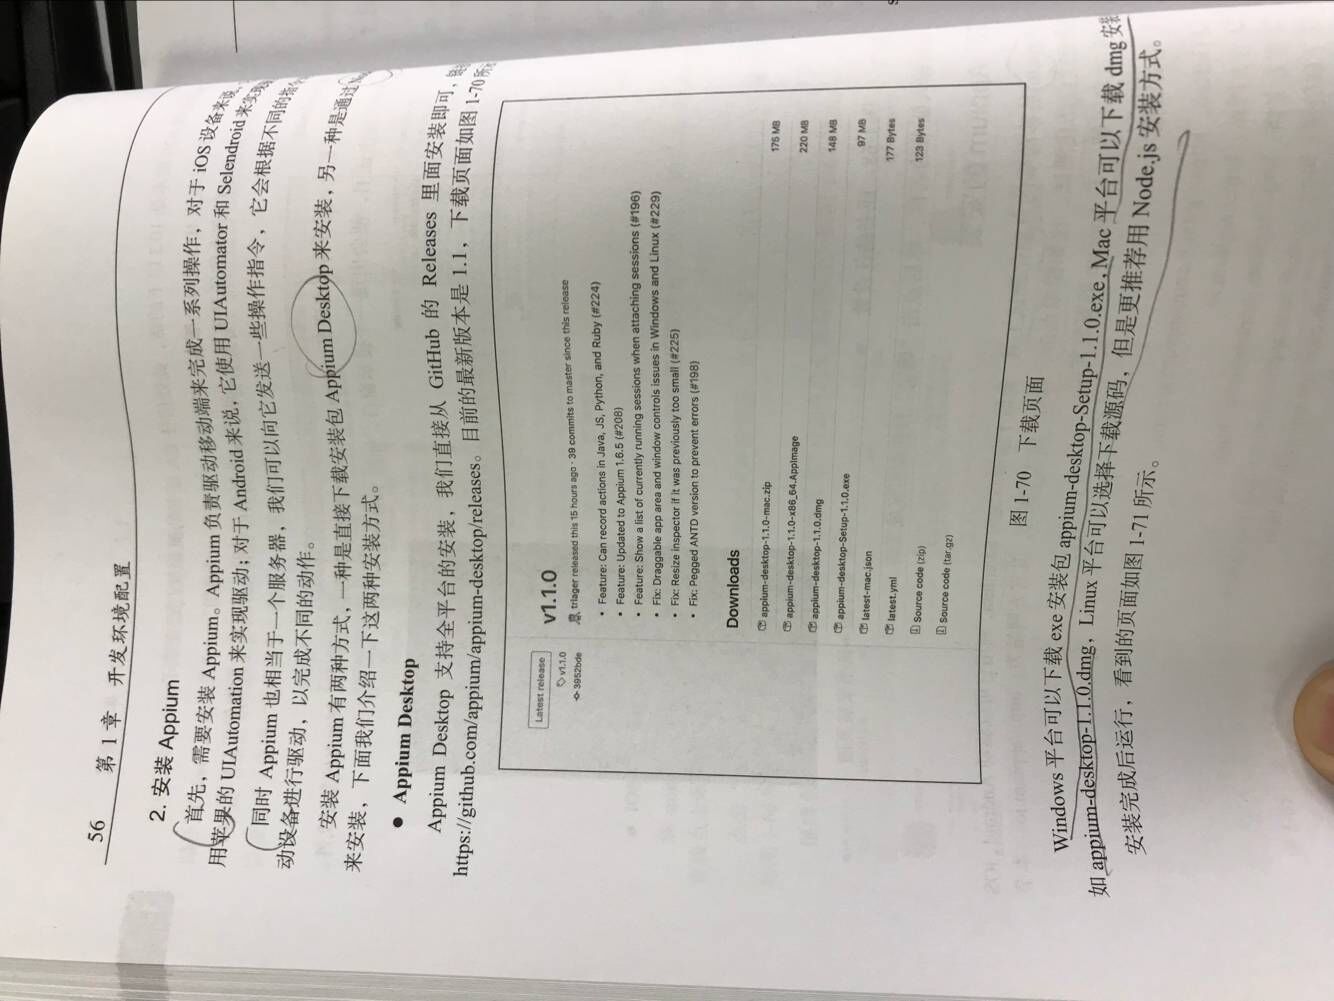 56 第 1 章 开发环境配置
2. 安装 Appium
首先，需要安装 Appium。Appium 负责驱动移动端来完成一系列操作，对于 iOS 设备来说，
用苹果的 UIAutomation 来实现驱动；对于 Android 来说，它使用 UIAutomator 和 Selendroid 来实现
同时 Appium 也相当于一个服务器，我们可以向它发送一些操作指令，它会根据不同的指令
动设备进行驱动，以完成不同的动作。
安装 Appium 有两种方式，一种是直接下载安装包 Appium Desktop 来安装，另一种是通过
来安装，下面我们介绍一下这两种安装方式。
● Appium Desktop
Appium Desktop 支持全平台的安装，我们直接从 GitHub 的 Releases 里面安装即可，
https://github.com/appium/appium-desktop/releases。目前的最新版本是 1.1，下载页面如图 1-70 所
Latest release
v1.1.0
3952bde
v1.1.0
triager released this 15 hours ago · 39 commits to master since this release
• Feature: Can record actions in Java, JS, Python, and Ruby (#224)
• Feature: Updated to Appium 1.6.5 (#208)
• Feature: Show a list of currently running sessions when attaching sessions (#196)
• Fix: Draggable app area and window controls issues in Windows and Linux (#229)
• Fix: Resize inspector if it was previously too small (#225)
• Fix: Pegged ANTD version to prevent errors (#198)
Downloads
appium-desktop-1.1.0-mac.zip 175 MB
appium-desktop-1.1.0-x86_64.AppImage 220 MB
appium-desktop-1.1.0.dmg 148 MB
appium-desktop-Setup-1.1.0.exe 97 MB
latest-mac.json 177 Bytes
latest.yml 123 Bytes
Source code (zip)
Source code (tar.gz)
图 1-70 下载页面
Windows 平台可以下载 exe 安装包 appium-desktop-Setup-1.1.0.exe，Mac 平台可以下载 dmg 安装
如 appium-desktop-1.1.0.dmg，Linux 平台可以选择下载源码，但是更推荐用 Node.js 安装方式。
安装完成后运行，看到的页面如图 1-71 所示。